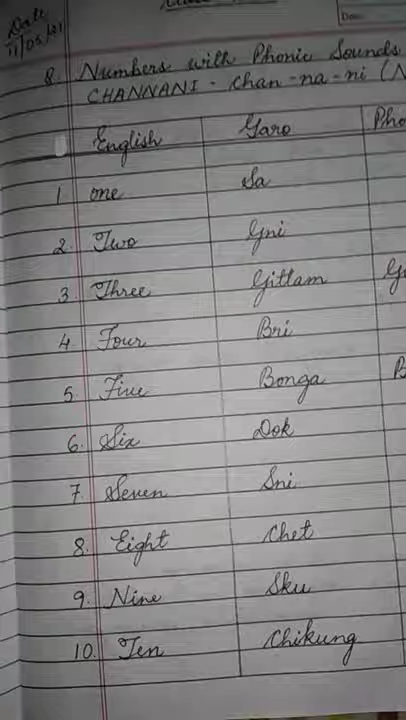 Date
11/05/21
Date:
8. Numbers with Phonic Sounds
CHANNANI - chan-na-ni (
English Garo Pho
1. one Sa
2. Two Gni
3. Three Gittam G
4. Four Bri
5. Five Bonga B
6. Six Dok
7. Seven Sni
8. Eight Chet
9. Nine Sku
10. Ten Chikung